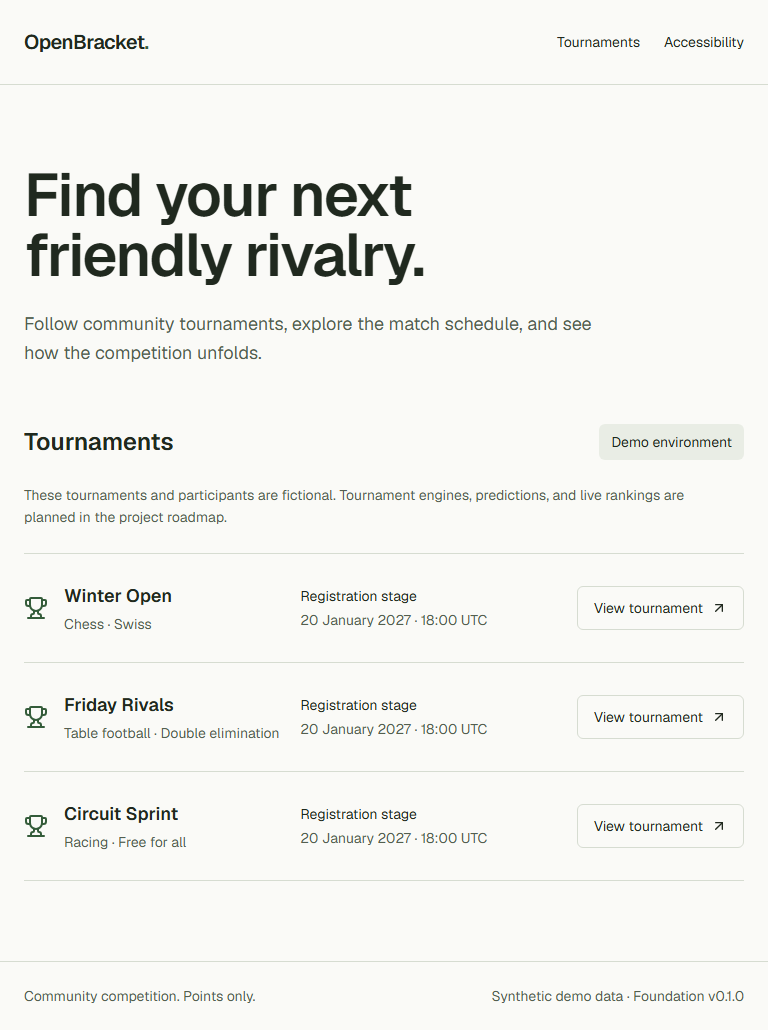 OpenBracket.
Tournaments
Accessibility
Find your next
friendly rivalry.
Follow community tournaments, explore the match schedule, and see
how the competition unfolds.
Tournaments
Demo environment
These tournaments and participants are fictional. Tournament engines, predictions, and live rankings are
planned in the project roadmap.
Winter Open
Chess · Swiss
Registration stage
20 January 2027 · 18:00 UTC
View tournament
Friday Rivals
Table football · Double elimination
Registration stage
20 January 2027 · 18:00 UTC
View tournament
Circuit Sprint
Racing · Free for all
Registration stage
20 January 2027 · 18:00 UTC
View tournament
Community competition. Points only.
Synthetic demo data · Foundation v0.1.0